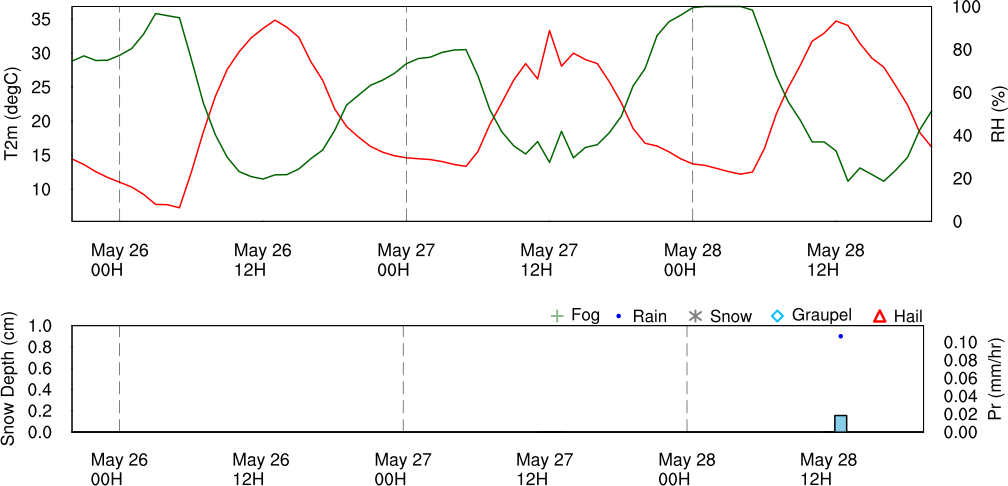 35
30
25
20
15
10
T2m (degC)
100
80
60
40
20
0
RH (%)
May 26 May 26 May 27 May 27 May 28 May 28
00H 12H 00H 12H 00H 12H
Fog Rain Snow Graupel Hail
1.0
0.8
0.6
0.4
0.2
0.0
Snow Depth (cm)
0.10
0.08
0.06
0.04
0.02
0.00
Pr (mm/hr)
May 26 May 26 May 27 May 27 May 28 May 28
00H 12H 00H 12H 00H 12H